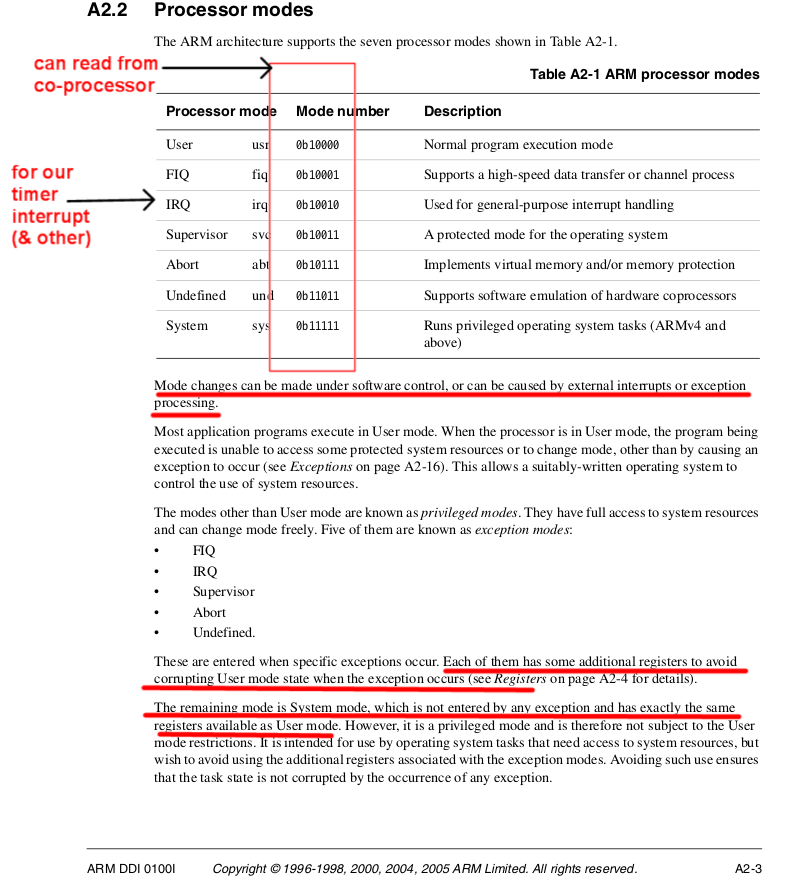 A2.2 Processor modes
The ARM architecture supports the seven processor modes shown in Table A2-1.
can read from
co-processor
Table A2-1 ARM processor modes
Processor mode Mode number Description
User usr 0b10000 Normal program execution mode
for our
timer
interrupt
(& other)
FIQ fiq 0b10001 Supports a high-speed data transfer or channel process
IRQ irq 0b10010 Used for general-purpose interrupt handling
Supervisor svc 0b10011 A protected mode for the operating system
Abort abt 0b10111 Implements virtual memory and/or memory protection
Undefined und 0b11011 Supports software emulation of hardware coprocessors
System sys 0b11111 Runs privileged operating system tasks (ARMv4 and
above)
Mode changes can be made under software control, or can be caused by external interrupts or exception
processing.
Most application programs execute in User mode. When the processor is in User mode, the program being
executed is unable to access some protected system resources or to change mode, other than by causing an
exception to occur (see Exceptions on page A2-16). This allows a suitably-written operating system to
control the use of system resources.
The modes other than User mode are known as privileged modes. They have full access to system resources
and can change mode freely. Five of them are known as exception modes:
• FIQ
• IRQ
• Supervisor
• Abort
• Undefined.
These are entered when specific exceptions occur. Each of them has some additional registers to avoid
corrupting User mode state when the exception occurs (see Registers on page A2-4 for details).
The remaining mode is System mode, which is not entered by any exception and has exactly the same
registers available as User mode. However, it is a privileged mode and is therefore not subject to the User
mode restrictions. It is intended for use by operating system tasks that need access to system resources, but
wish to avoid using the additional registers associated with the exception modes. Avoiding such use ensures
that the task state is not corrupted by the occurrence of any exception.
ARM DDI 0100I Copyright © 1996-1998, 2000, 2004, 2005 ARM Limited. All rights reserved. A2-3